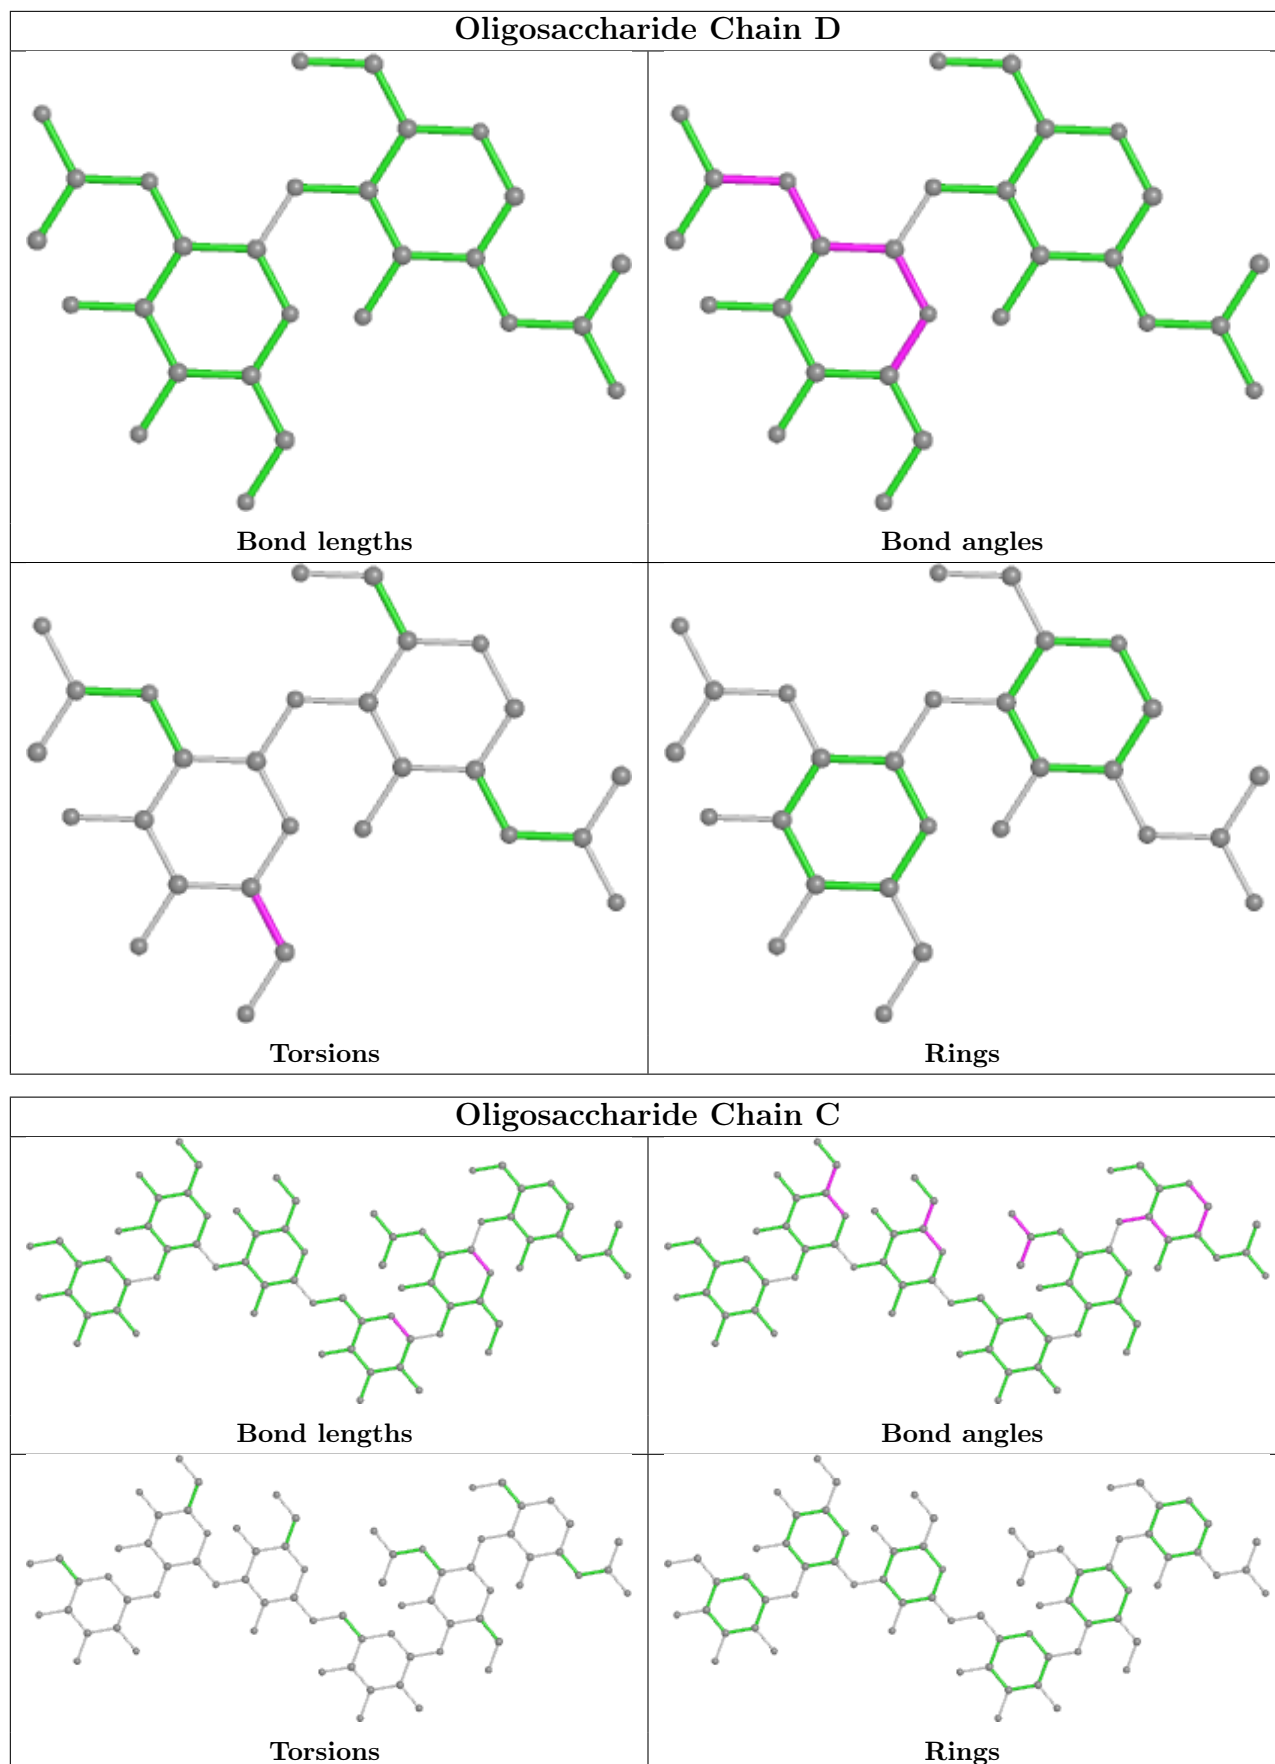 Oligosaccharide Chain D
Bond lengths
Bond angles
Torsions
Rings
Oligosaccharide Chain C
Bond lengths
Bond angles
Torsions
Rings